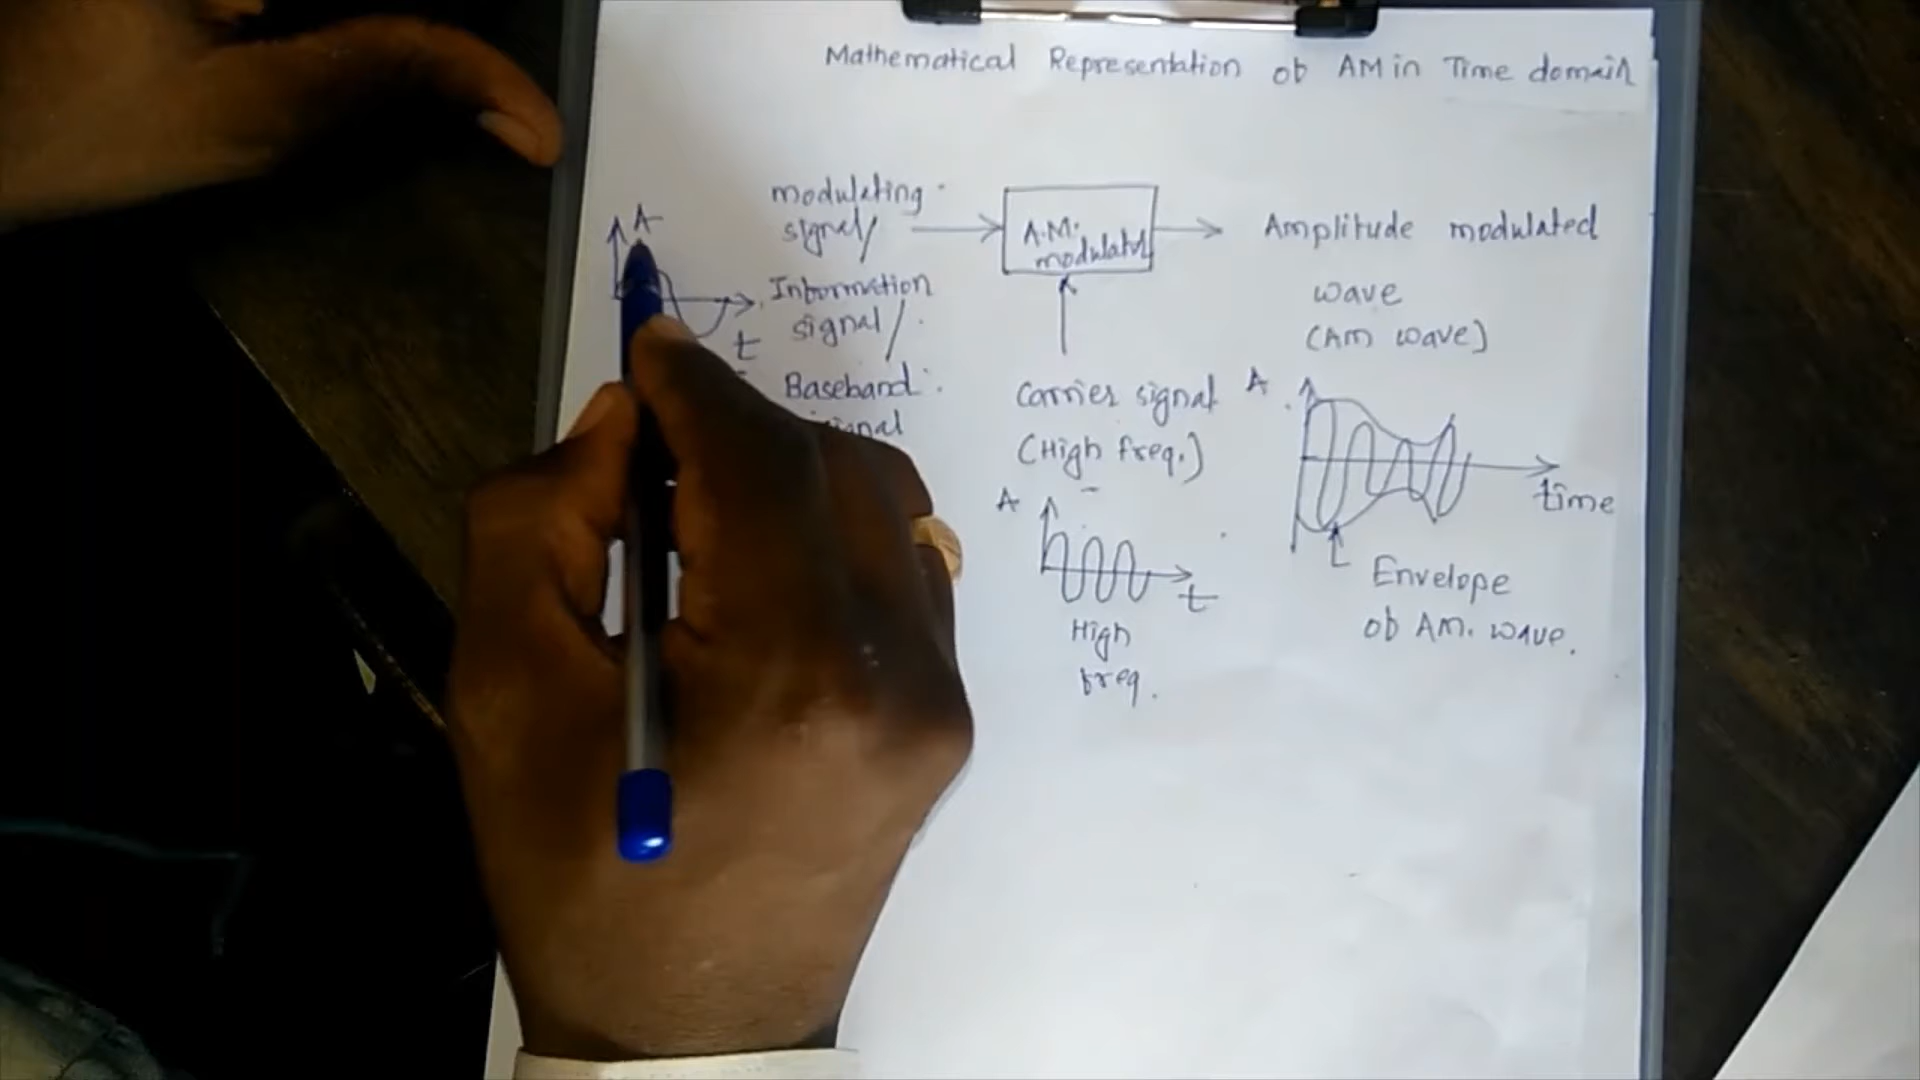 Mathematical Representation ob AM in Time domain
modulating
signal/
Information
signal/
Baseband
A
t
A.M.
modulator
Carrier signal
(High freq.)
A
t
High
freq.
Amplitude modulated
wave
(AM wave)
A
time
Envelope
ob AM. wave.